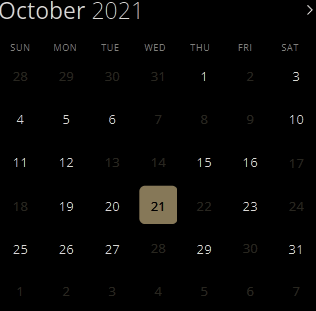 October 2021
SUN MON TUE WED THU FRI SAT
28 29 30 31 1 2 3
4 5 6 7 8 9 10
11 12 13 14 15 16 17
18 19 20 21 22 23 24
25 26 27 28 29 30 31
1 2 3 4 5 6 7